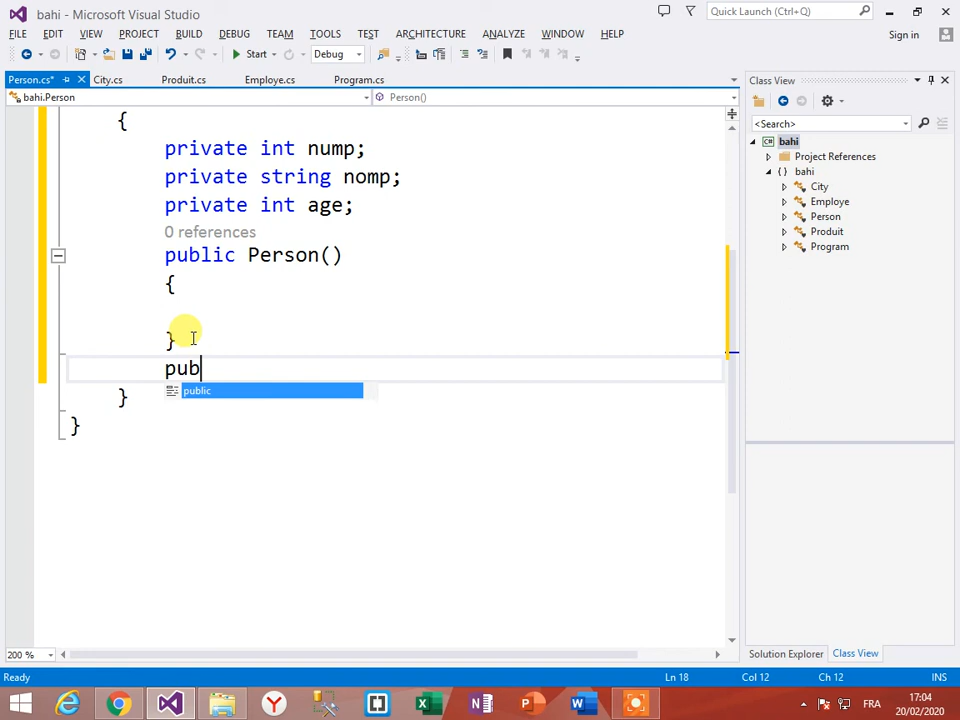 bahi - Microsoft Visual Studio
Quick Launch (Ctrl+Q)
FILE EDIT VIEW PROJECT BUILD DEBUG TEAM TOOLS TEST ARCHITECTURE ANALYZE WINDOW HELP
Sign in
Start Debug
Person.cs* City.cs Produit.cs Employe.cs Program.cs
Class View
bahi.Person Person()
<Search>
{
private int nump;
private string nomp;
private int age;
0 references
public Person()
{
}
pub
public
}
}
C# bahi
Project References
{ } bahi
City
Employe
Person
Produit
Program
200 %
Solution Explorer Class View
Ready Ln 18 Col 12 Ch 12 INS
FRA
17:04
20/02/2020